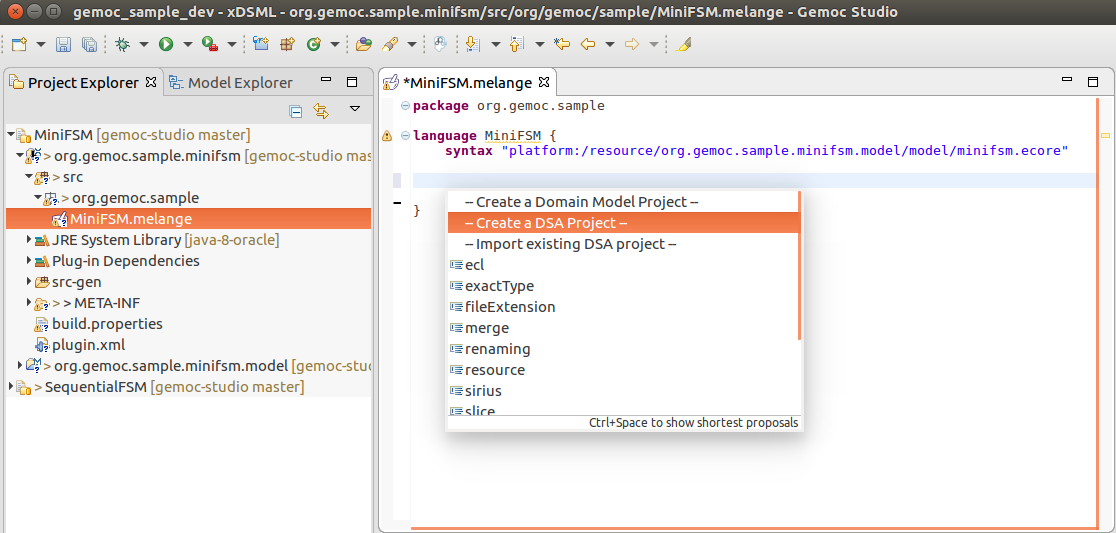 gemoc_sample_dev - xDSML - org.gemoc.sample.minifsm/src/org/gemoc/sample/MiniFSM.melange - Gemoc Studio
Project Explorer
Model Explorer
MiniFSM [gemoc-studio master]
> org.gemoc.sample.minifsm [gemoc-studio mas
> src
> org.gemoc.sample
MiniFSM.melange
JRE System Library [java-8-oracle]
Plug-in Dependencies
src-gen
> > META-INF
build.properties
plugin.xml
> org.gemoc.sample.minifsm.model [gemoc-stu
> SequentialFSM [gemoc-studio master]
*MiniFSM.melange
package org.gemoc.sample
language MiniFSM {
syntax "platform:/resource/org.gemoc.sample.minifsm.model/model/minifsm.ecore"
}
-- Create a Domain Model Project --
-- Create a DSA Project --
-- Import existing DSA project --
ecl
exactType
fileExtension
merge
renaming
resource
sirius
slice
Ctrl+Space to show shortest proposals